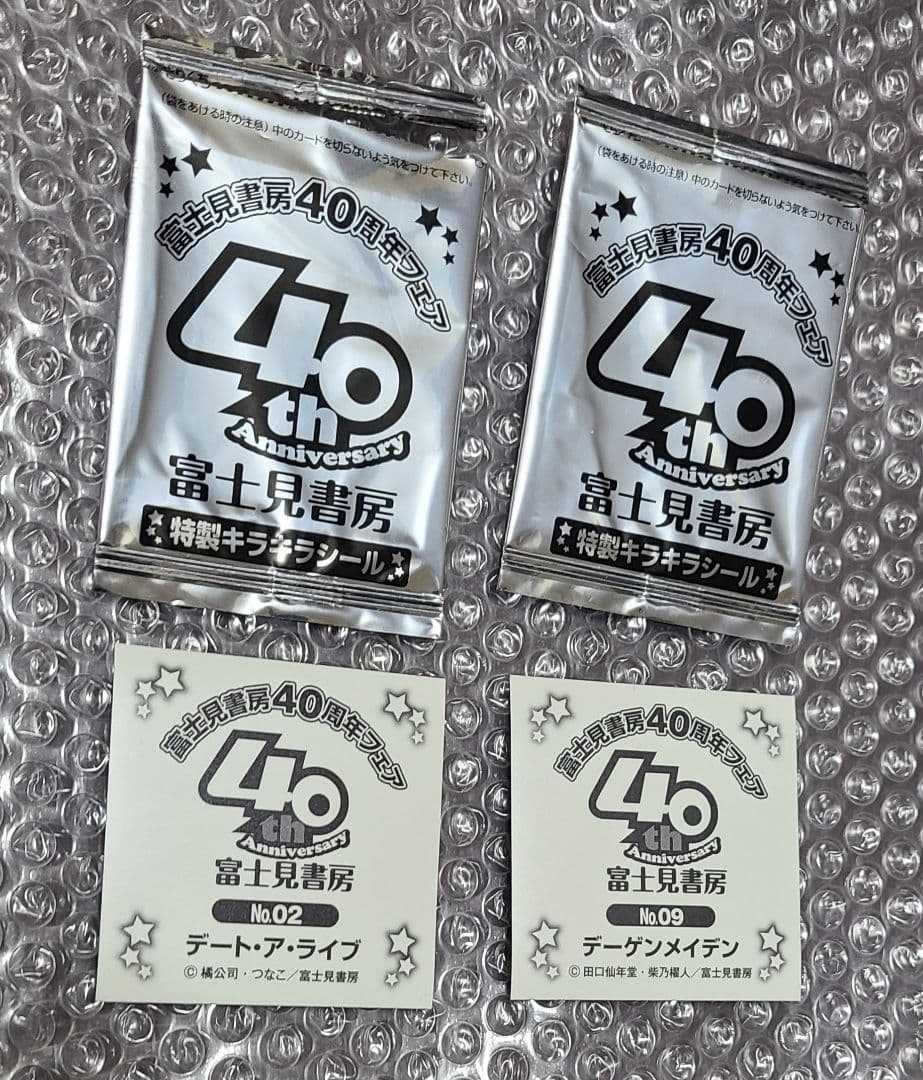 (袋をあける時の注意) 中のカードを切らないよう気をつけて下さい。
富士見書房40周年フェア
40th
Anniversary
富士見書房
特製キラキラシール
(袋をあける時の注意) 中のカードを切らないよう気をつけて下さい
富士見書房40周年フェア
40th
Anniversary
富士見書房
特製キラキラシール
富士見書房40周年フェア
40th
Anniversary
富士見書房
No.02
デート・ア・ライブ
© 橘公司・つなこ／富士見書房
富士見書房40周年フェア
40th
Anniversary
富士見書房
No.09
デーゲンメイデン
© 田口仙年堂・柴乃櫂人／富士見書房